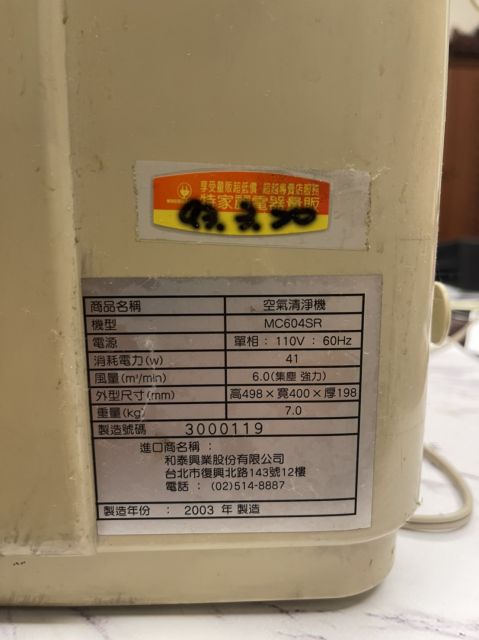 享受量販超低價 超越專賣店服務
特家閤電器量販
93.3.20
商品名稱 空氣清淨機
機型 MC604SR
電源 單相：110V：60Hz
消耗電力(w) 41
風量(m³/min) 6.0(集塵 強力)
外型尺寸(mm) 高498×寬400×厚198
重量(kg) 7.0
製造號碼 3000119
進口商名稱：
和泰興業股份有限公司
台北市復興北路143號12樓
電話：(02)514-8887
製造年份： 2003 年 製造